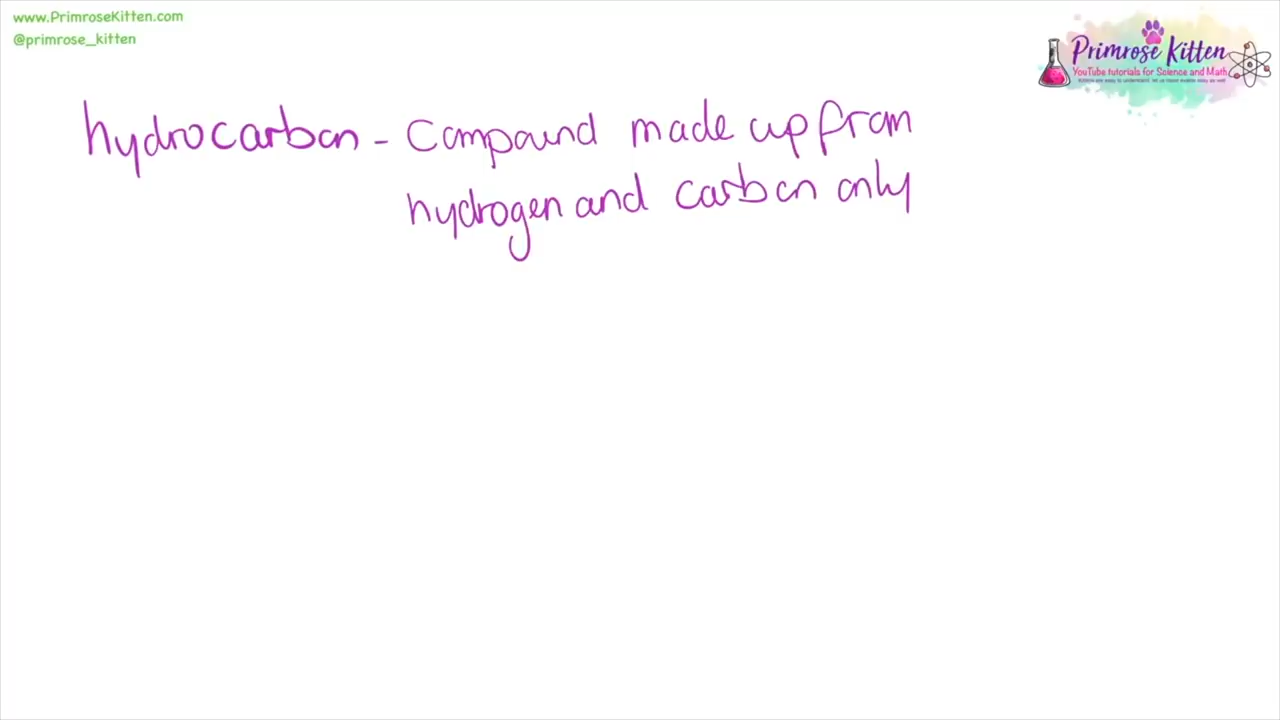 www.PrimroseKitten.com
@primrose_kitten
Primrose Kitten
YouTube tutorials for Science and Math
hydrocarbon - Compound made up from
hydrogen and carbon only